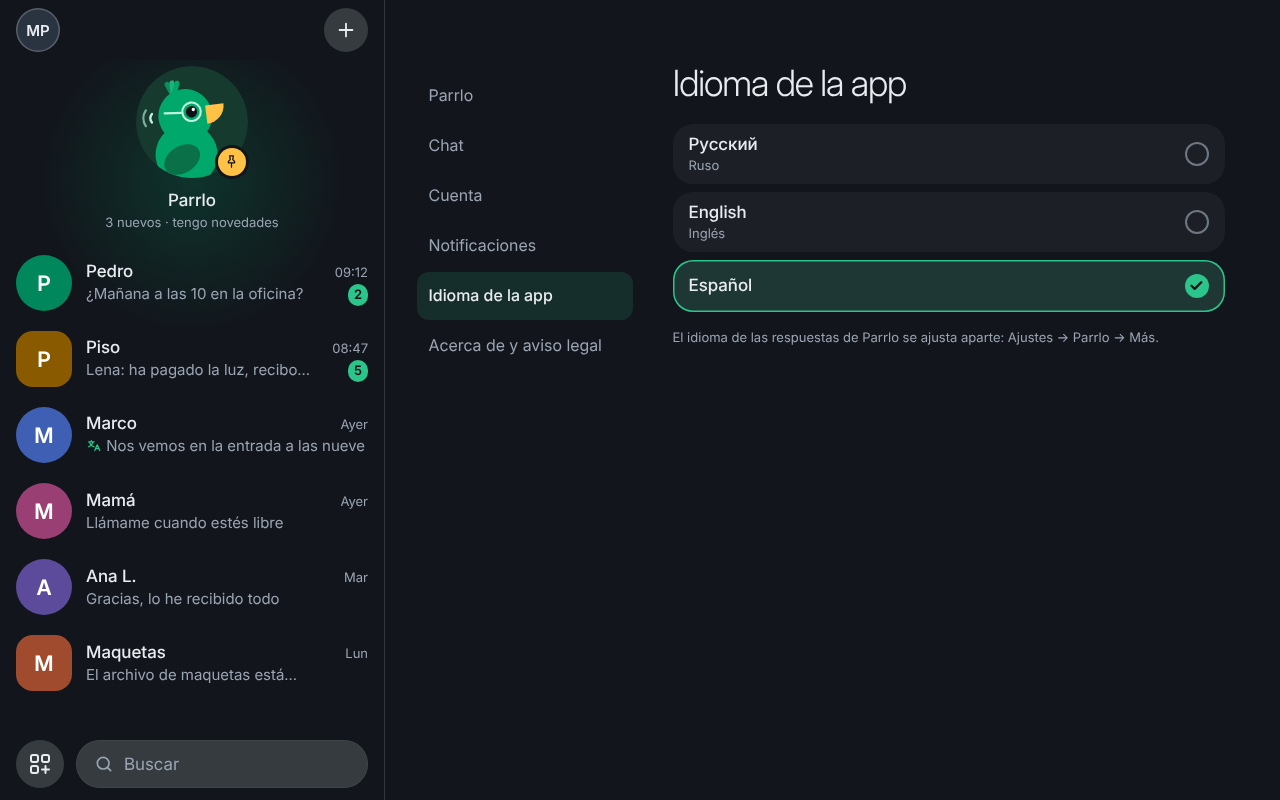 MP
Parrlo
3 nuevos · tengo novedades
P
Pedro
09:12
¿Mañana a las 10 en la oficina?
2
P
Piso
08:47
Lena: ha pagado la luz, recibo...
5
M
Marco
Ayer
Nos vemos en la entrada a las nueve
M
Mamá
Ayer
Llámame cuando estés libre
A
Ana L.
Mar
Gracias, lo he recibido todo
M
Maquetas
Lun
El archivo de maquetas está...
Buscar
Parrlo
Chat
Cuenta
Notificaciones
Idioma de la app
Acerca de y aviso legal
Idioma de la app
Русский
Ruso
English
Inglés
Español
El idioma de las respuestas de Parrlo se ajusta aparte: Ajustes → Parrlo → Más.